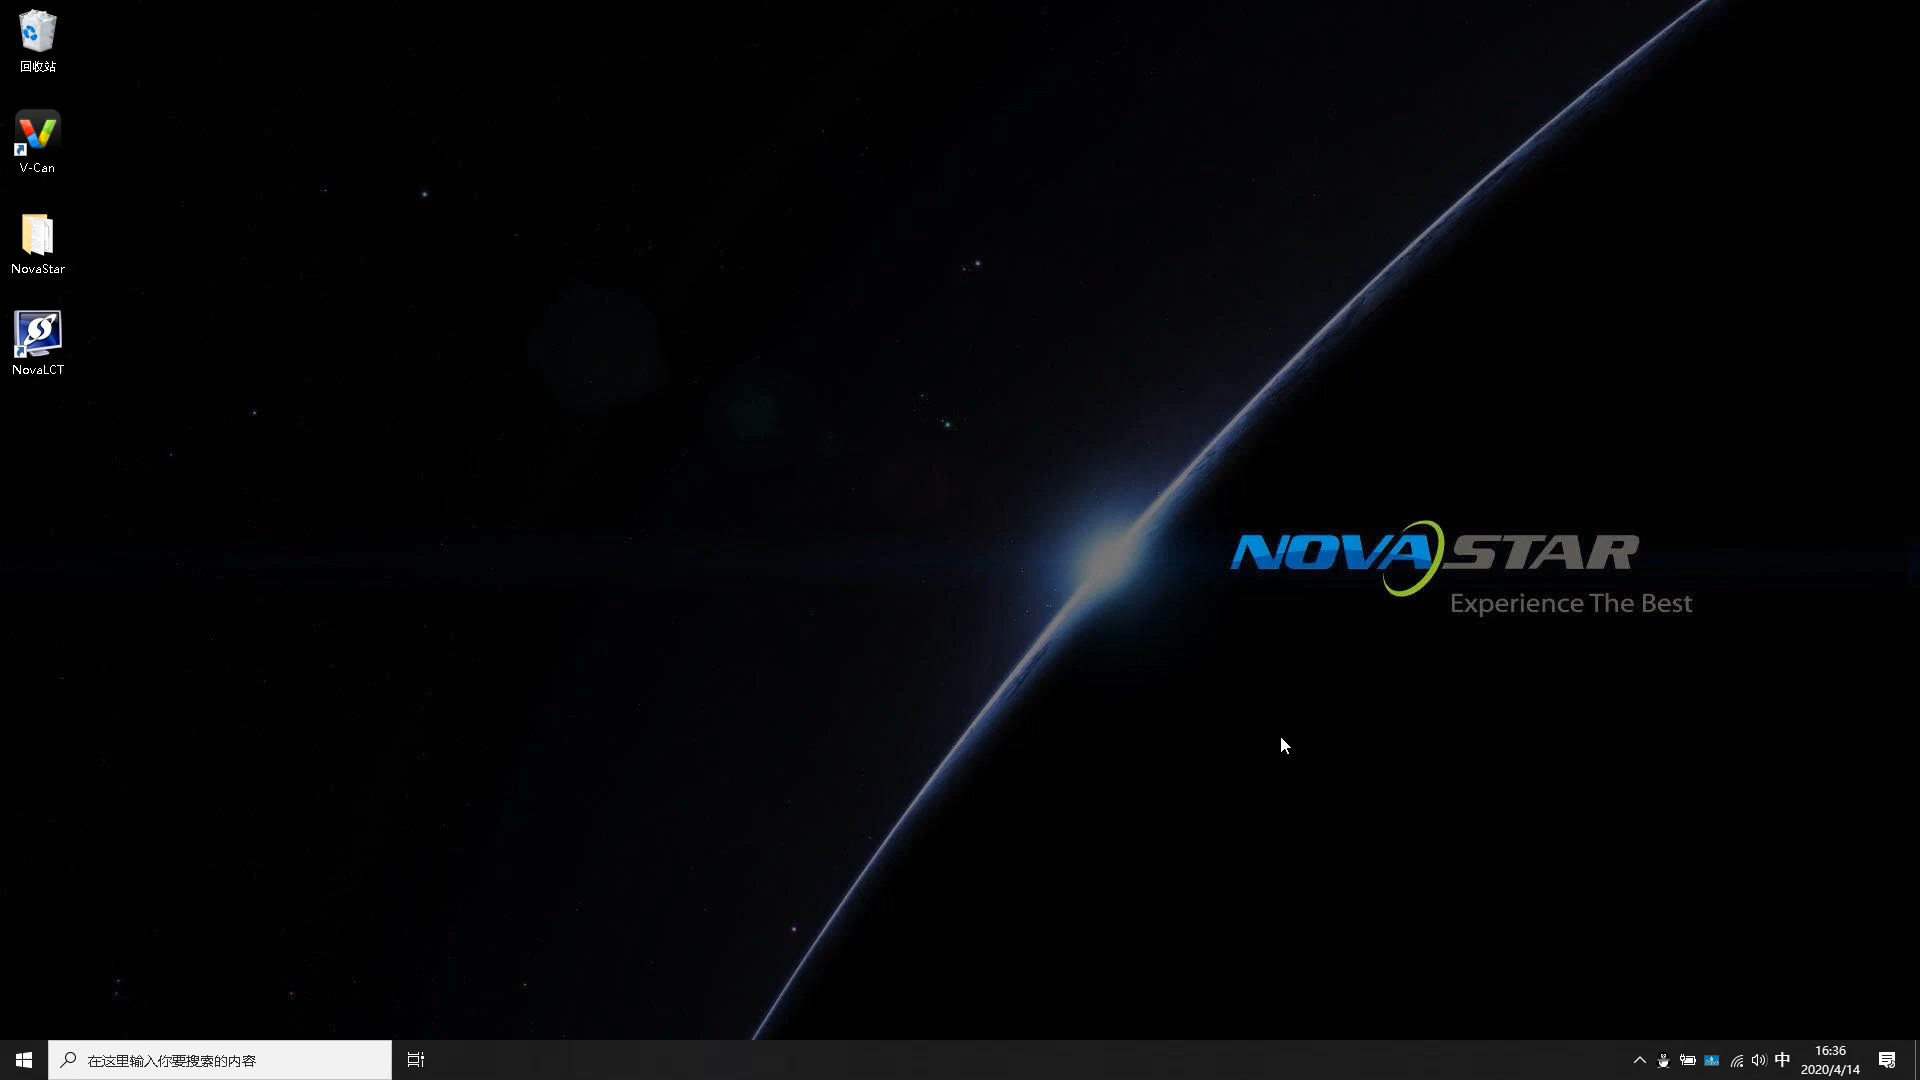 回收站
V-Can
NovaStar
NovaLCT
NOVASTAR
Experience The Best
在这里输入你要搜索的内容
中
16:36
2020/4/14